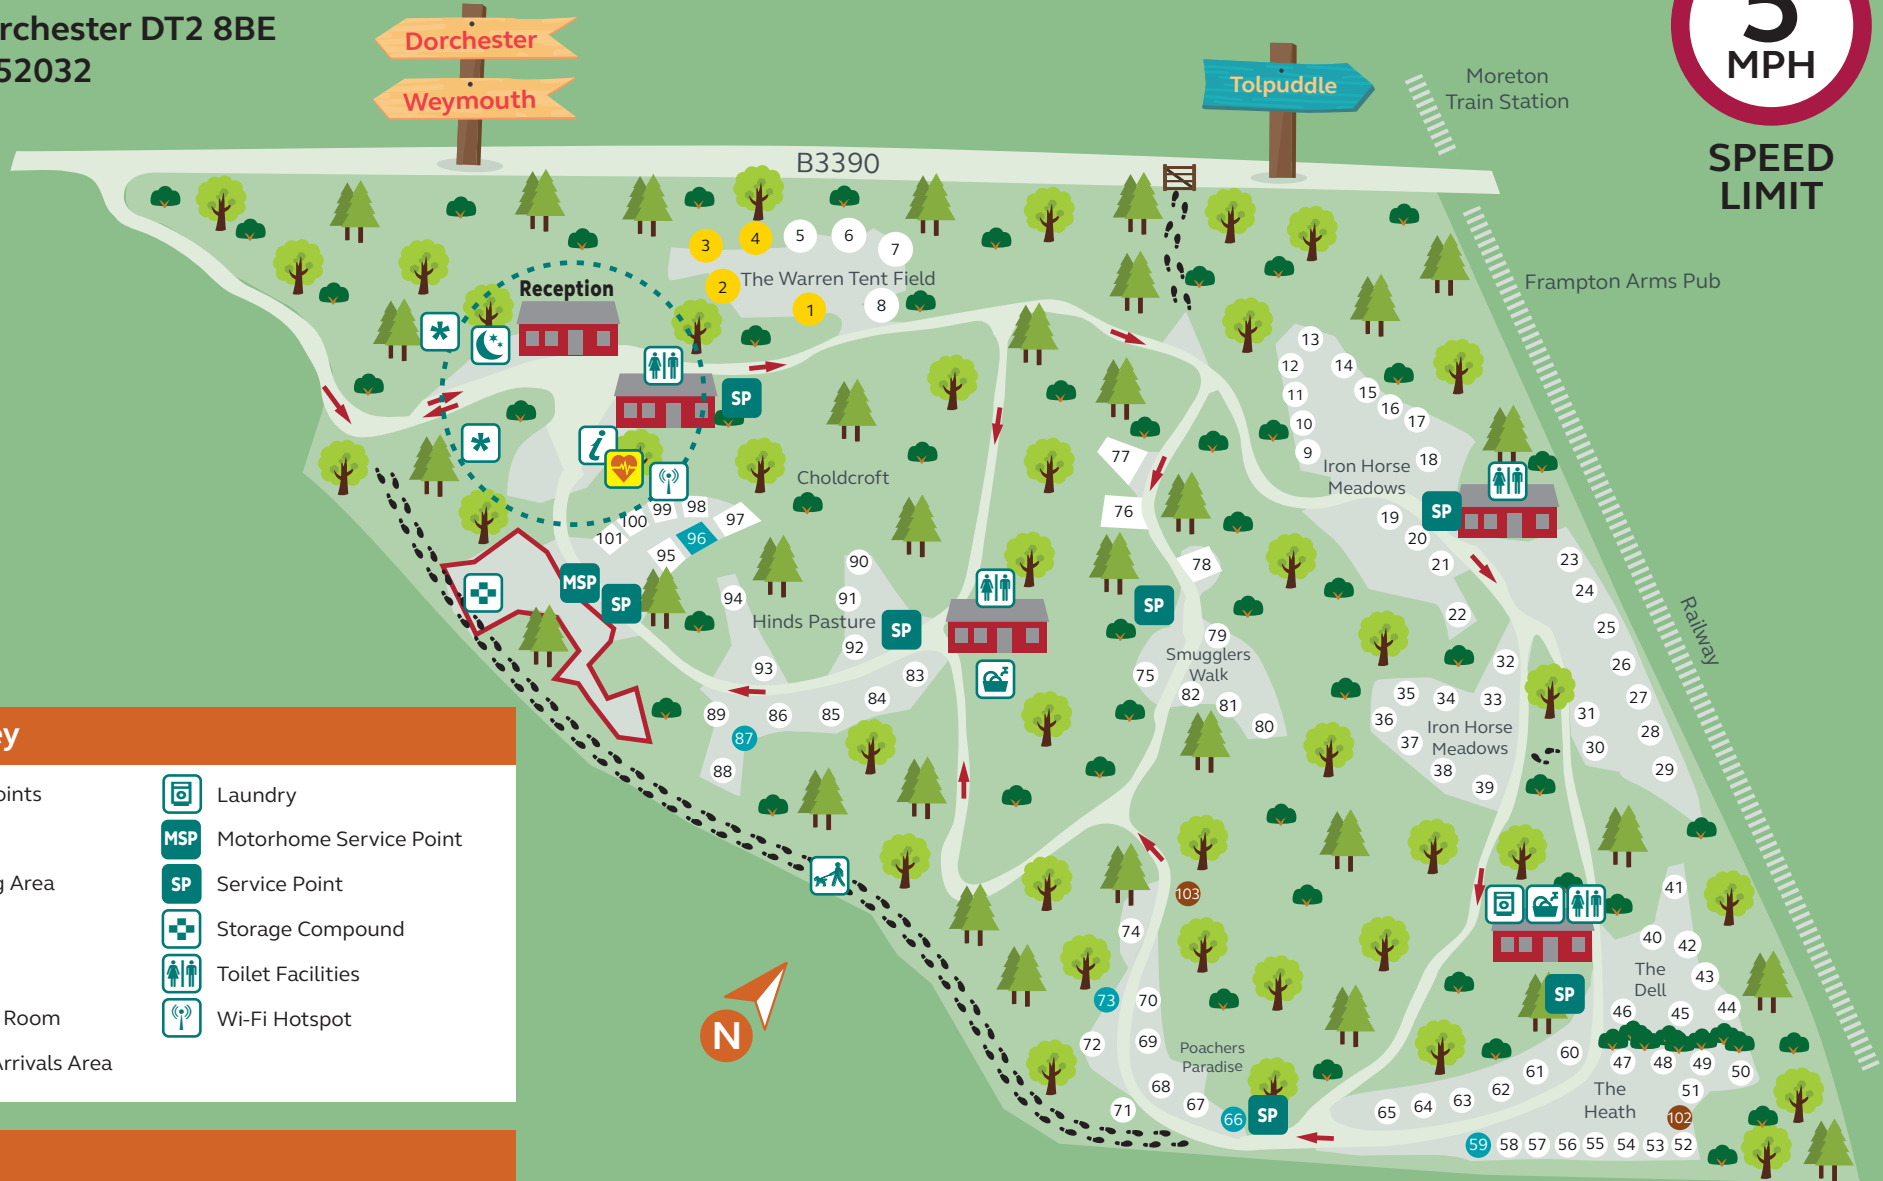 rchester DT2 8BE
52032
Dorchester
Weymouth
Tolpuddle
Moreton
Train Station
MPH
SPEED
LIMIT
B3390
Frampton Arms Pub
Railway
3
4
5
6
7
2
The Warren Tent Field
1
8
Reception
*
i
*
SP
Choldcroft
99
98
97
100
101
96
95
MSP
SP
94
90
91
Hinds Pasture
92
SP
93
83
84
85
86
89
87
88
77
76
78
SP
79
Smugglers
Walk
75
82
81
80
13
12
14
11
15
16
10
17
9
18
Iron Horse
Meadows
19
SP
20
21
22
23
24
25
26
27
28
29
30
31
32
33
34
35
36
37
38
39
Iron Horse
Meadows
41
40
42
43
The
Dell
44
45
46
SP
47
48
49
50
51
102
The
Heath
60
61
62
63
64
65
59
58
57
56
55
54
53
52
103
74
73
70
72
69
Poachers
Paradise
68
67
71
66
SP
N
ey
oints
Laundry
MSP
Motorhome Service Point
g Area
SP
Service Point
Storage Compound
Toilet Facilities
Room
Wi-Fi Hotspot
Arrivals Area